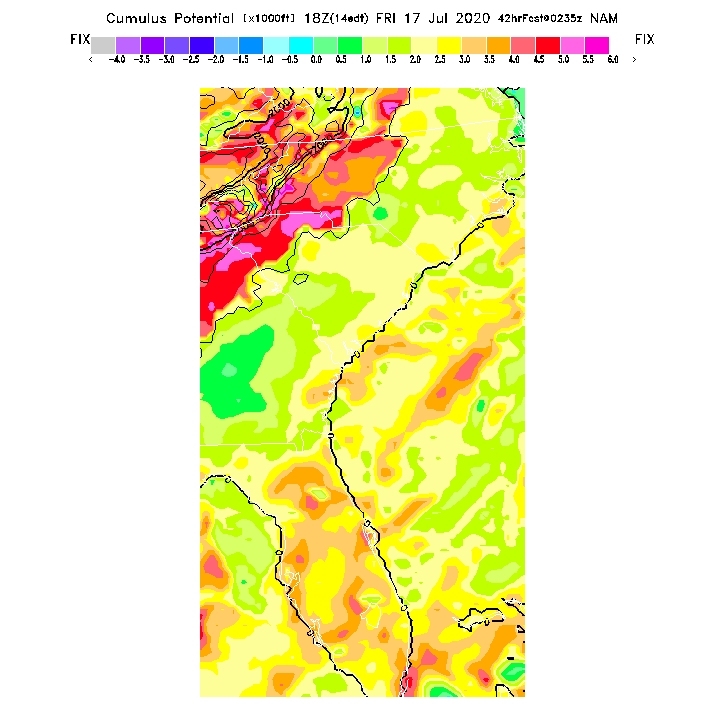 Cumulus Potential [x1000ft] 18Z(14edt) FRI 17 Jul 2020 42hrFcst@0235z NAM
FIX FIX
< -4.0 -3.5 -3.0 -2.5 -2.0 -1.5 -1.0 -0.5 0.0 0.5 1.0 1.5 2.0 2.5 3.0 3.5 4.0 4.5 5.0 5.5 6.0 >
2000